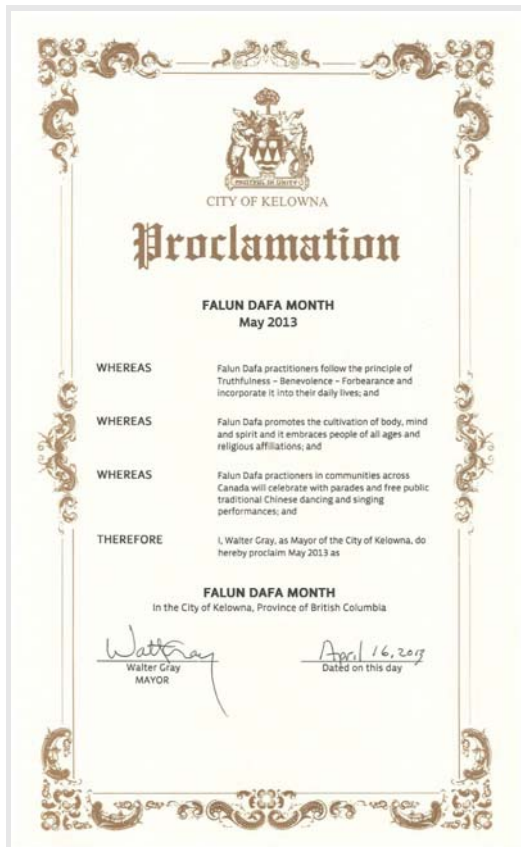 FRUITFUL IN UNITY
CITY OF KELOWNA
Proclamation
FALUN DAFA MONTH
May 2013
WHEREAS
Falun Dafa practitioners follow the principle of
Truthfulness – Benevolence – Forbearance and
incorporate it into their daily lives; and
WHEREAS
Falun Dafa promotes the cultivation of body, mind
and spirit and it embraces people of all ages and
religious affiliations; and
WHEREAS
Falun Dafa practioners in communities across
Canada will celebrate with parades and free public
traditional Chinese dancing and singing
performances; and
THEREFORE
I, Walter Gray, as Mayor of the City of Kelowna, do
hereby proclaim May 2013 as
FALUN DAFA MONTH
In the City of Kelowna, Province of British Columbia
Walt Gray
April 16, 2013
Walter Gray
Dated on this day
MAYOR